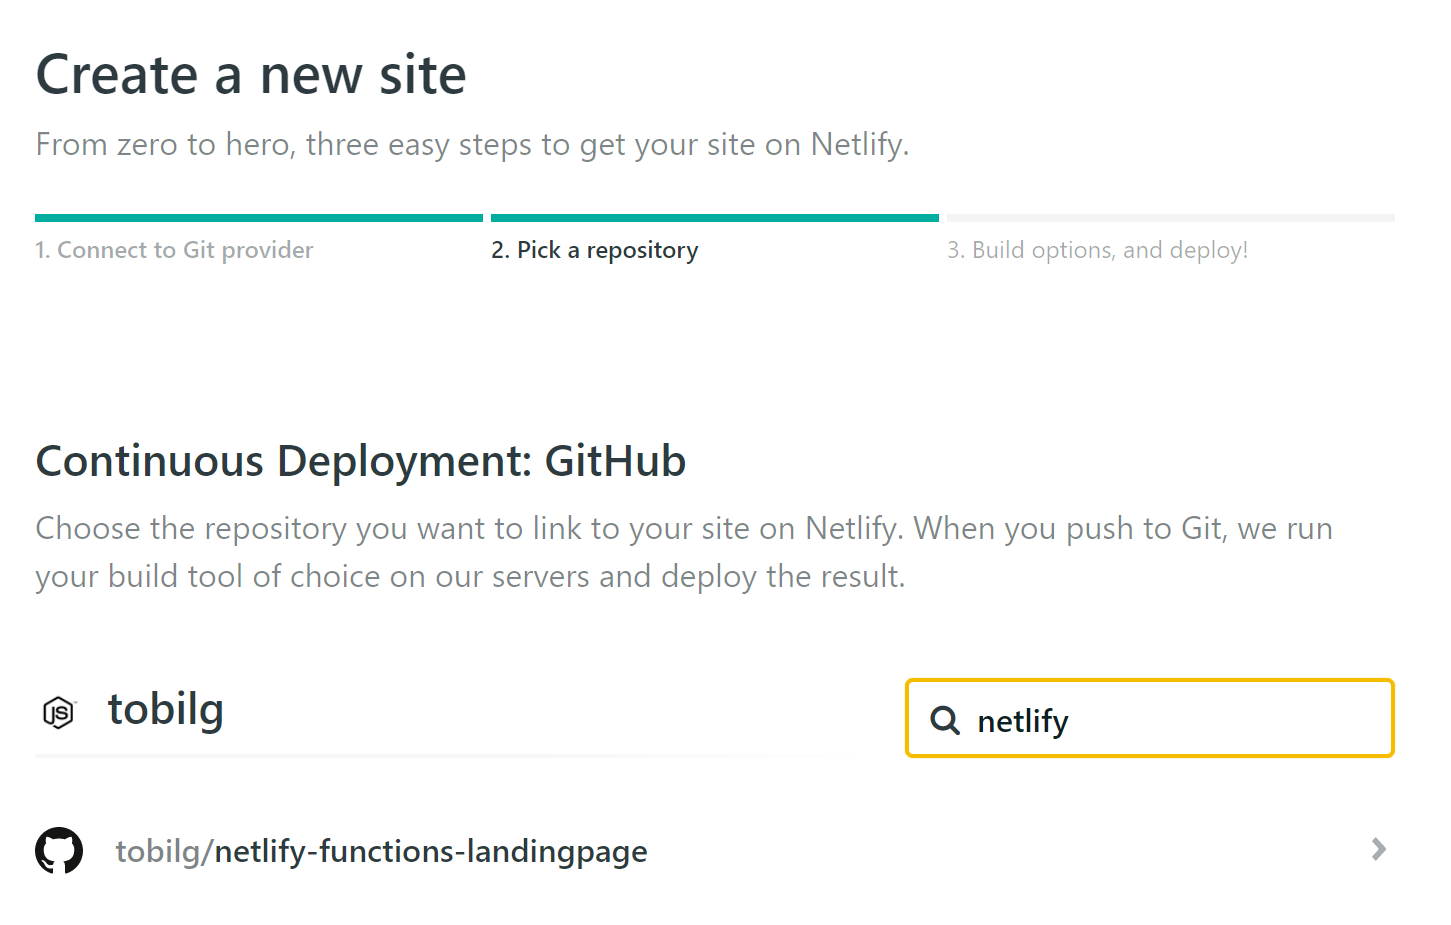 Create a new site
From zero to hero, three easy steps to get your site on Netlify.
1. Connect to Git provider
2. Pick a repository
3. Build options, and deploy!
Continuous Deployment: GitHub
Choose the repository you want to link to your site on Netlify. When you push to Git, we run
your build tool of choice on our servers and deploy the result.
JS
tobilg
netlify
tobilg/netlify-functions-landingpage